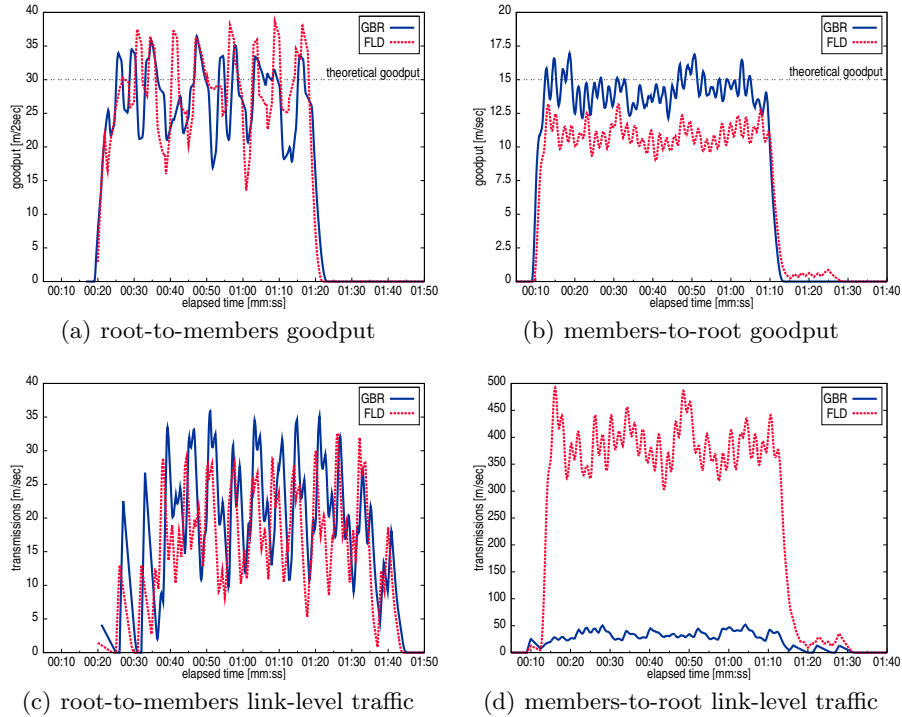 40
35
30
25
20
15
10
5
0
goodput [m/2sec]
GBR
FLD
theoretical goodput
00:10 00:20 00:30 00:40 00:50 01:00 01:10 01:20 01:30 01:40 01:50
elapsed time [mm:ss]
(a) root-to-members goodput
20
17.5
15
12.5
10
7.5
5
2.5
0
goodput [m/sec]
GBR
FLD
theoretical goodput
00:10 00:20 00:30 00:40 00:50 01:00 01:10 01:20 01:30 01:40
elapsed time [mm:ss]
(b) members-to-root goodput
40
35
30
25
20
15
10
5
0
transmissions [m/sec]
GBR
FLD
00:10 00:20 00:30 00:40 00:50 01:00 01:10 01:20 01:30 01:40 01:50
elapsed time [mm:ss]
(c) root-to-members link-level traffic
500
450
400
350
300
250
200
150
100
50
0
transmissions [m/sec]
GBR
FLD
00:10 00:20 00:30 00:40 00:50 01:00 01:10 01:20 01:30 01:40
elapsed time [mm:ss]
(d) members-to-root link-level traffic